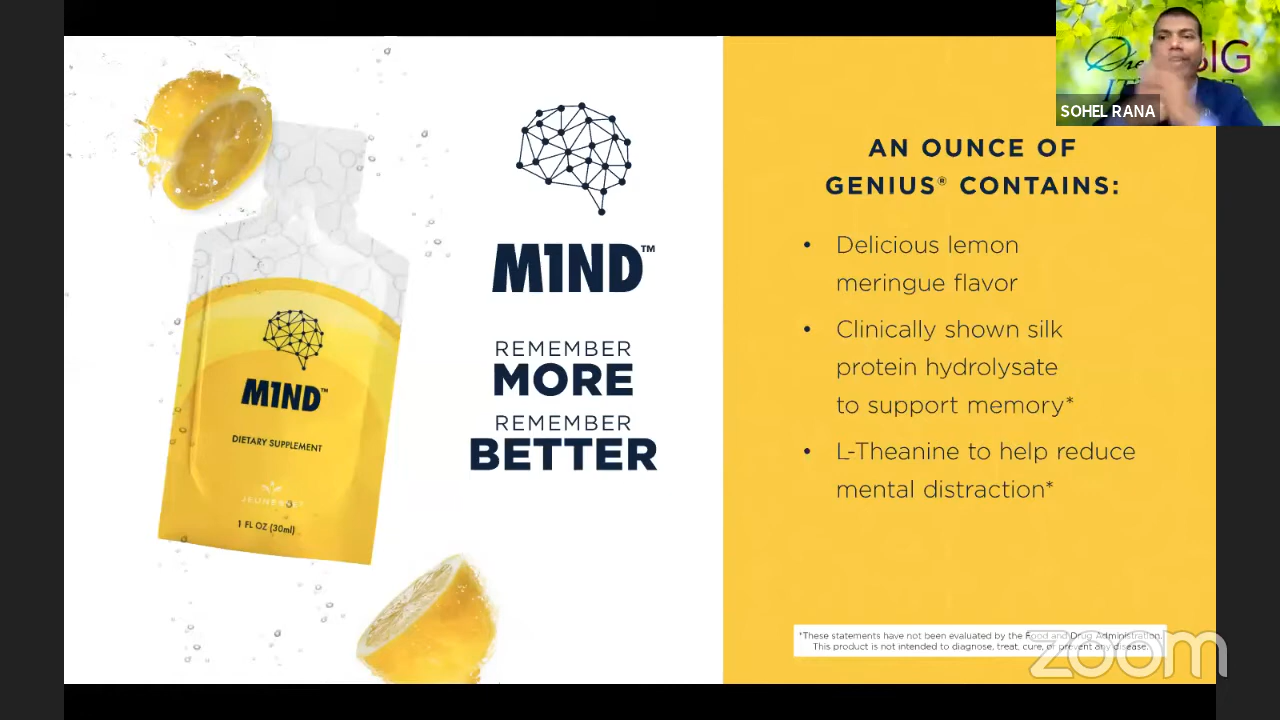 SOHEL RANA
M1ND™
REMEMBER
MORE
REMEMBER
BETTER
M1ND™
DIETARY SUPPLEMENT
1 FL OZ (30ml)
AN OUNCE OF
GENIUS® CONTAINS:
• Delicious lemon
meringue flavor
• Clinically shown silk
protein hydrolysate
to support memory*
• L-Theanine to help reduce
mental distraction*
*These statements have not been evaluated by the Food and Drug Administration.
This product is not intended to diagnose, treat, cure, or prevent any disease.
zoom